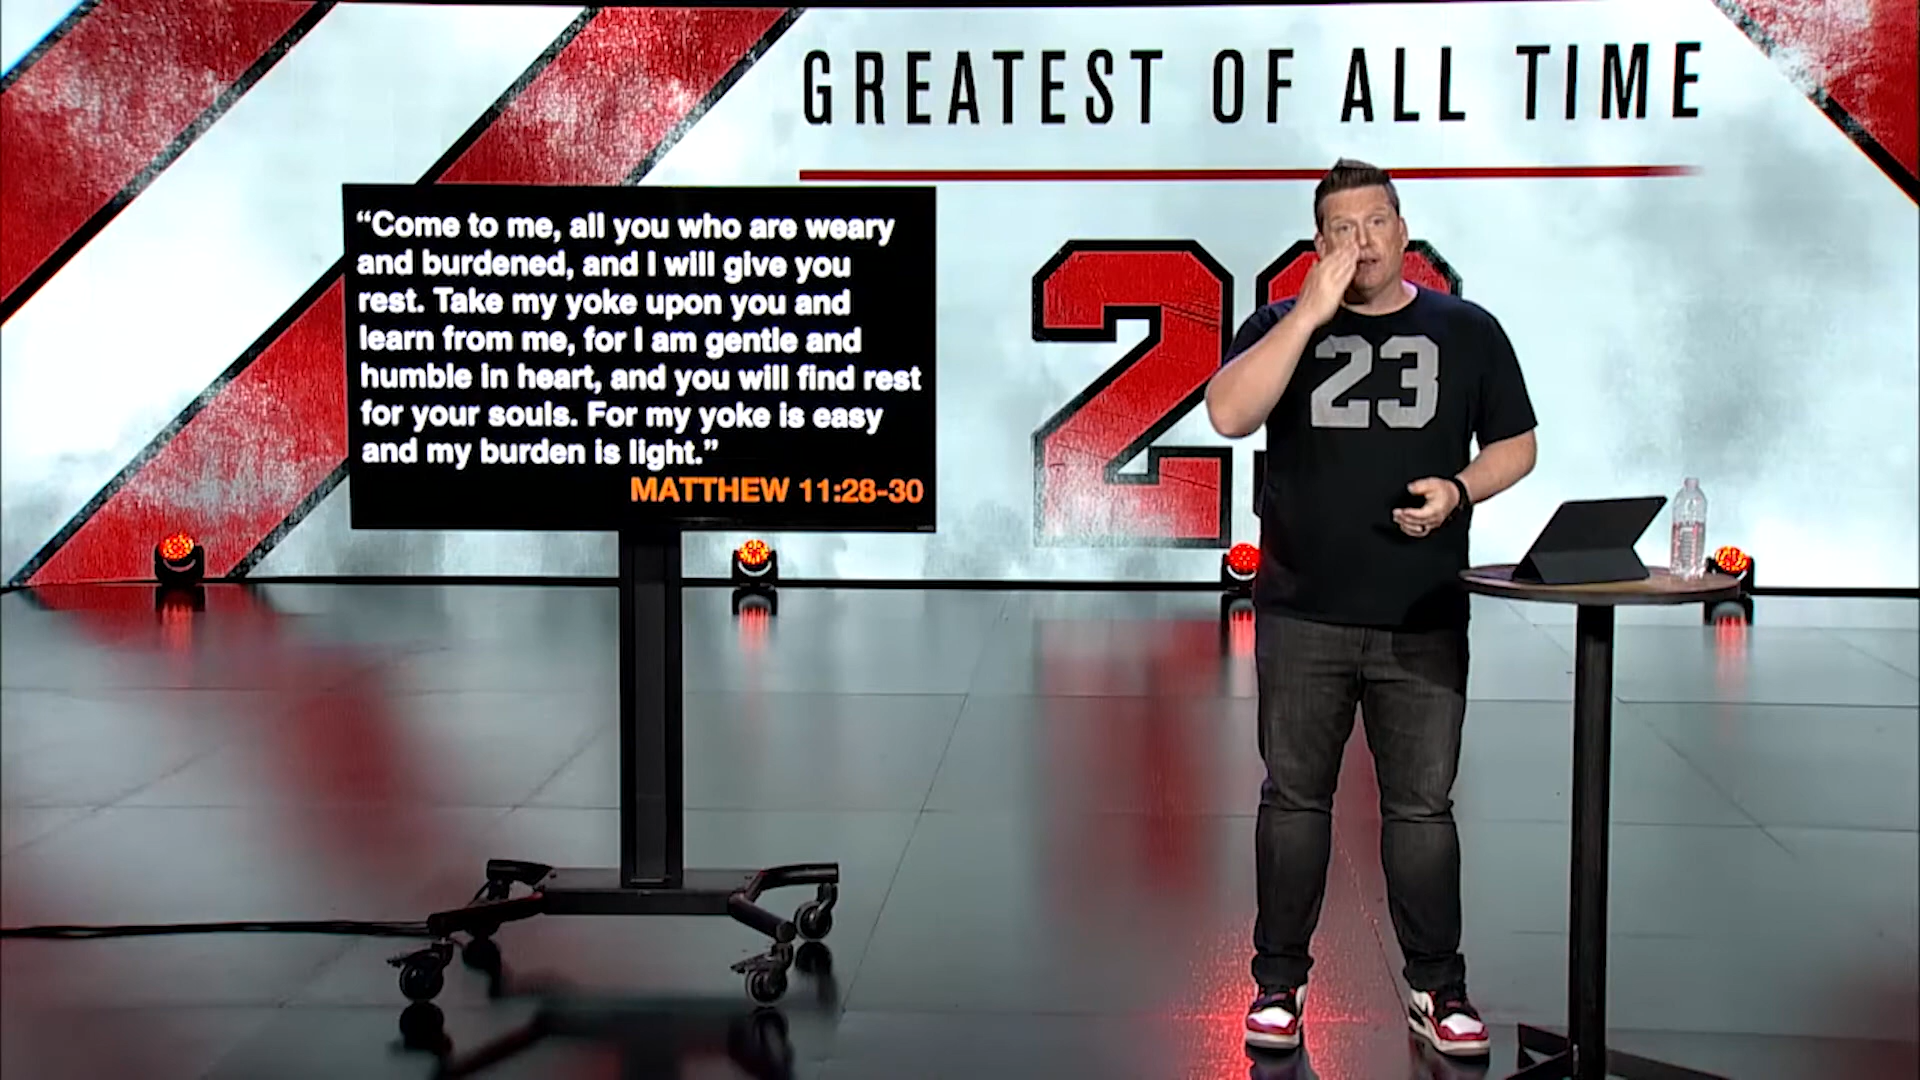 GREATEST OF ALL TIME
“Come to me, all you who are weary
and burdened, and I will give you
rest. Take my yoke upon you and
learn from me, for I am gentle and
humble in heart, and you will find rest
for your souls. For my yoke is easy
and my burden is light.”
MATTHEW 11:28-30
23
23